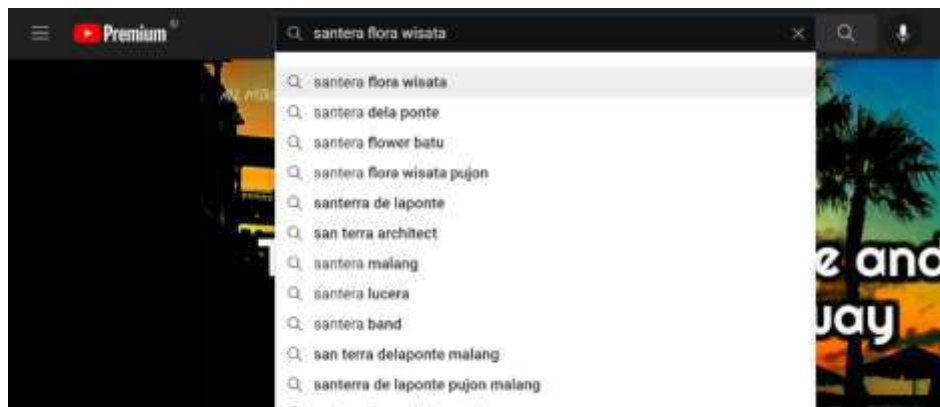 Premium
santera flora wisata
santera flora wisata
santera dela ponte
santera flower batu
santera flora wisata pujon
santerra de laponte
san terra architect
santera malang
santera lucera
santera band
san terra delaponte malang
santerra de laponte pujon malang
e and
way